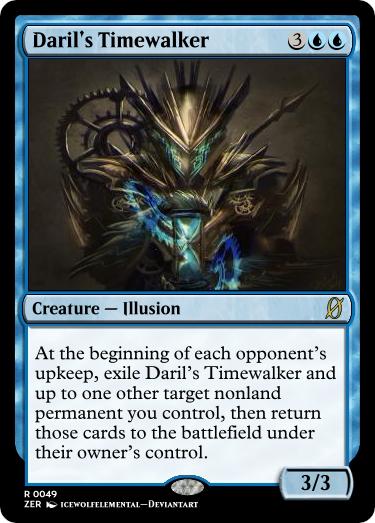 Daril's Timewalker 3
Creature — Illusion
At the beginning of each opponent's
upkeep, exile Daril's Timewalker and
up to one other target nonland
permanent you control, then return
those cards to the battlefield under
their owner's control.
3/3
R 0049
ZER Icewolfelemental—Deviantart